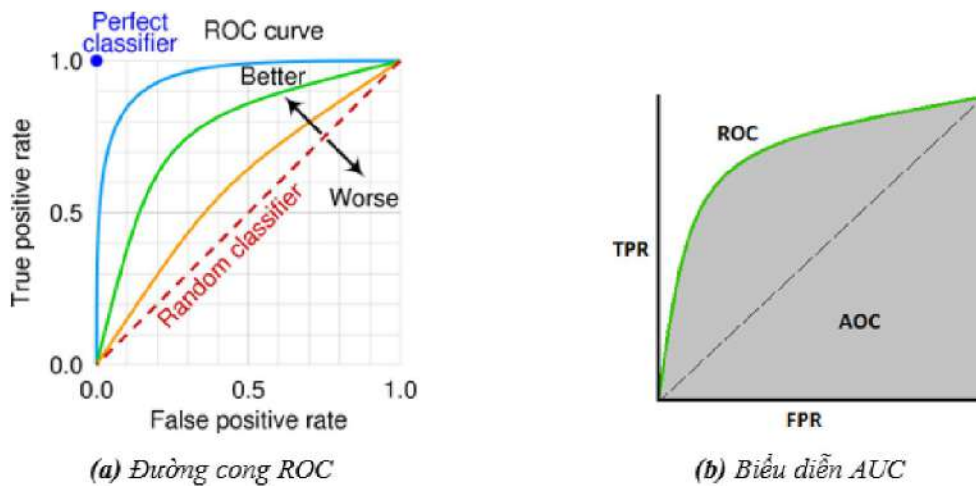 Perfect
classifier
ROC curve
1.0
Better
Worse
0.5
Random classifier
0.0
0.0
0.5
1.0
True positive rate
False positive rate
(a) Đường cong ROC
ROC
TPR
AOC
FPR
(b) Biểu diễn AUC